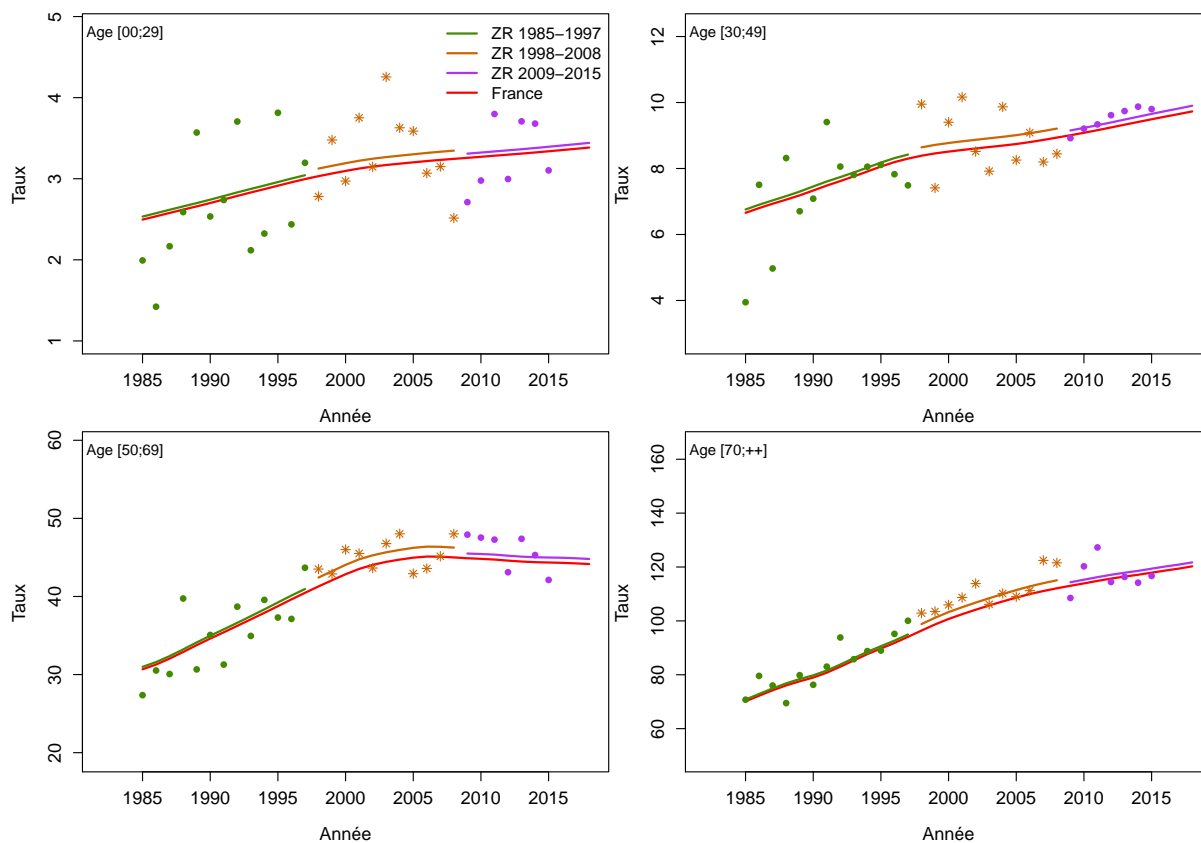 Age [00;29]
ZR 1985−1997
ZR 1998−2008
ZR 2009−2015
France
Taux
5
4
3
2
1
1985 1990 1995 2000 2005 2010 2015
Année
Age [30;49]
Taux
12
10
8
6
4
1985 1990 1995 2000 2005 2010 2015
Année
Age [50;69]
Taux
60
50
40
30
20
1985 1990 1995 2000 2005 2010 2015
Année
Age [70;++]
Taux
160
140
120
100
80
60
1985 1990 1995 2000 2005 2010 2015
Année